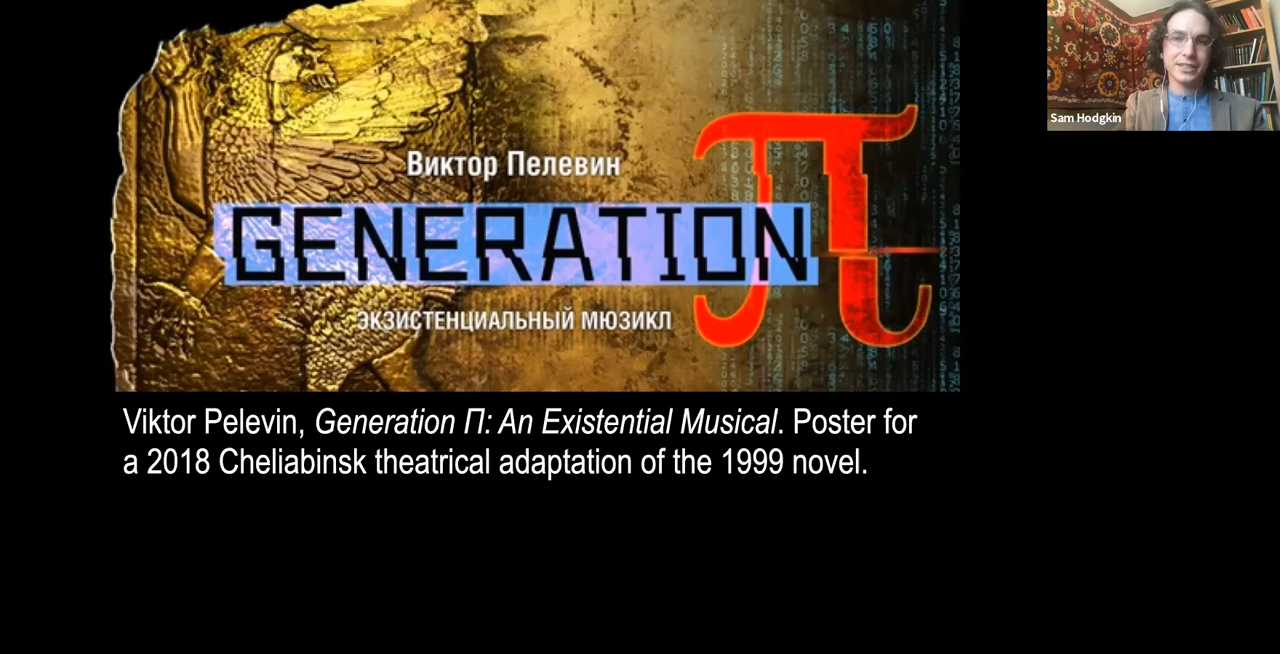 Sam Hodgkin
Виктор Пелевин
GENERATION П
ЭКЗИСТЕНЦИАЛЬНЫЙ МЮЗИКЛ
Viktor Pelevin, Generation П: An Existential Musical. Poster for
a 2018 Cheliabinsk theatrical adaptation of the 1999 novel.